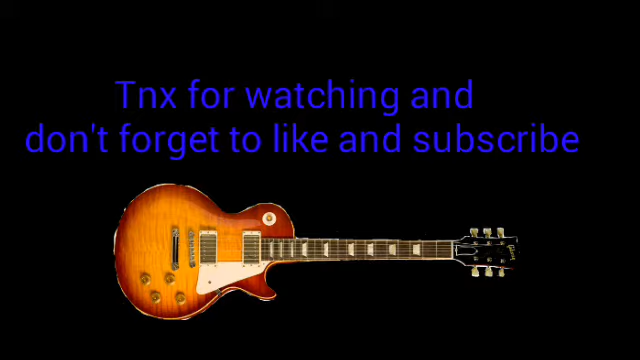 Tnx for watching and
don't forget to like and subscribe